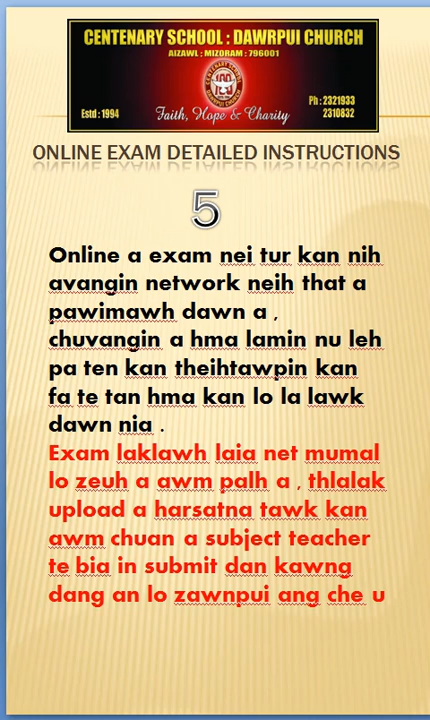 CENTENARY SCHOOL : DAWRPUI CHURCH
AIZAWL : MIZORAM : 796001
Estd : 1994
Faith, Hope & Charity
Ph : 2321933
2310832
ONLINE EXAM DETAILED INSTRUCTIONS
5
Online a exam nei tur kan nih
avangin network neih that a
pawimawh dawn a ,
chuvangin a hma lamin nu leh
pa ten kan theihtawpin kan
fa te tan hma kan lo la lawk
dawn nia .
Exam laklawh laia net mumal
lo zeuh a awm palh a , thlalak
upload a harsatna tawk kan
awm chuan a subject teacher
te bia in submit dan kawng
dang an lo zawnpui ang che u